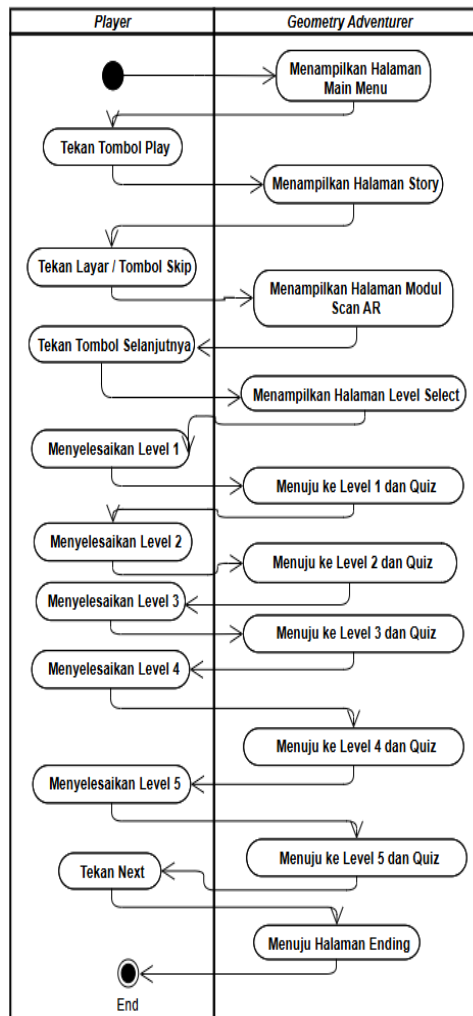 Player
Geometry Adventurer
Menampilkan Halaman
Main Menu
Tekan Tombol Play
Menampilkan Halaman Story
Tekan Layar / Tombol Skip
Menampilkan Halaman Modul
Scan AR
Tekan Tombol Selanjutnya
Menampilkan Halaman Level Select
Menyelesaikan Level 1
Menuju ke Level 1 dan Quiz
Menyelesaikan Level 2
Menuju ke Level 2 dan Quiz
Menyelesaikan Level 3
Menuju ke Level 3 dan Quiz
Menyelesaikan Level 4
Menuju ke Level 4 dan Quiz
Menyelesaikan Level 5
Menuju ke Level 5 dan Quiz
Tekan Next
Menuju Halaman Ending
End